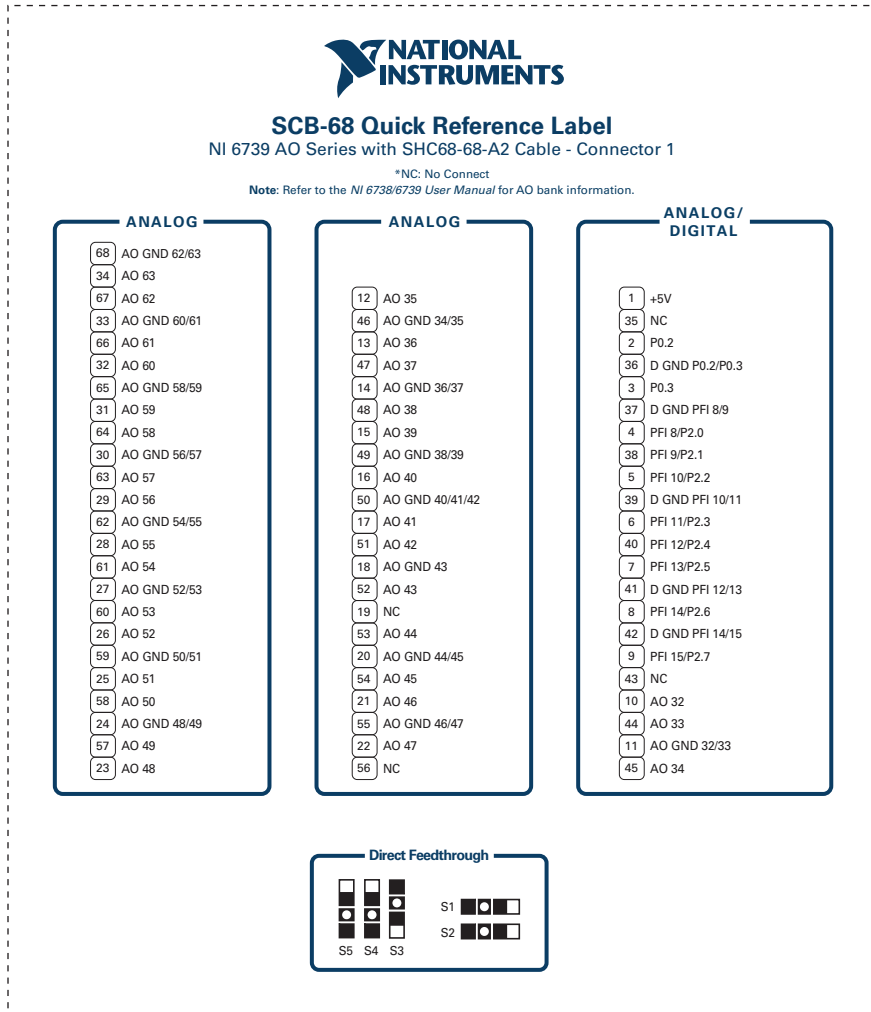 NATIONAL
INSTRUMENTS
SCB-68 Quick Reference Label
NI 6739 AO Series with SHC68-68-A2 Cable - Connector 1
*NC: No Connect
Note: Refer to the NI 6738/6739 User Manual for AO bank information.
ANALOG
68 AO GND 62/63
34 AO 63
67 AO 62
33 AO GND 60/61
66 AO 61
32 AO 60
65 AO GND 58/59
31 AO 59
64 AO 58
30 AO GND 56/57
63 AO 57
29 AO 56
62 AO GND 54/55
28 AO 55
61 AO 54
27 AO GND 52/53
60 AO 53
26 AO 52
59 AO GND 50/51
25 AO 51
58 AO 50
24 AO GND 48/49
57 AO 49
23 AO 48
ANALOG
12 AO 35
46 AO GND 34/35
13 AO 36
47 AO 37
14 AO GND 36/37
48 AO 38
15 AO 39
49 AO GND 38/39
16 AO 40
50 AO GND 40/41/42
17 AO 41
51 AO 42
18 AO GND 43
52 AO 43
19 NC
53 AO 44
20 AO GND 44/45
54 AO 45
21 AO 46
55 AO GND 46/47
22 AO 47
56 NC
ANALOG/
DIGITAL
1 +5V
35 NC
2 P0.2
36 D GND P0.2/P0.3
3 P0.3
37 D GND PFI 8/9
4 PFI 8/P2.0
38 PFI 9/P2.1
5 PFI 10/P2.2
39 D GND PFI 10/11
6 PFI 11/P2.3
40 PFI 12/P2.4
7 PFI 13/P2.5
41 D GND PFI 12/13
8 PFI 14/P2.6
42 D GND PFI 14/15
9 PFI 15/P2.7
43 NC
10 AO 32
44 AO 33
11 AO GND 32/33
45 AO 34
Direct Feedthrough
S5 S4 S3
S1
S2